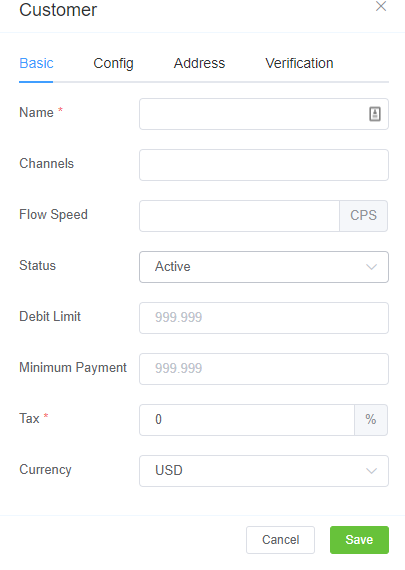 Customer
Basic Config Address Verification
Name *
Channels
Flow Speed CPS
Status Active
Debit Limit 999.999
Minimum Payment 999.999
Tax * 0 %
Currency USD
Cancel Save